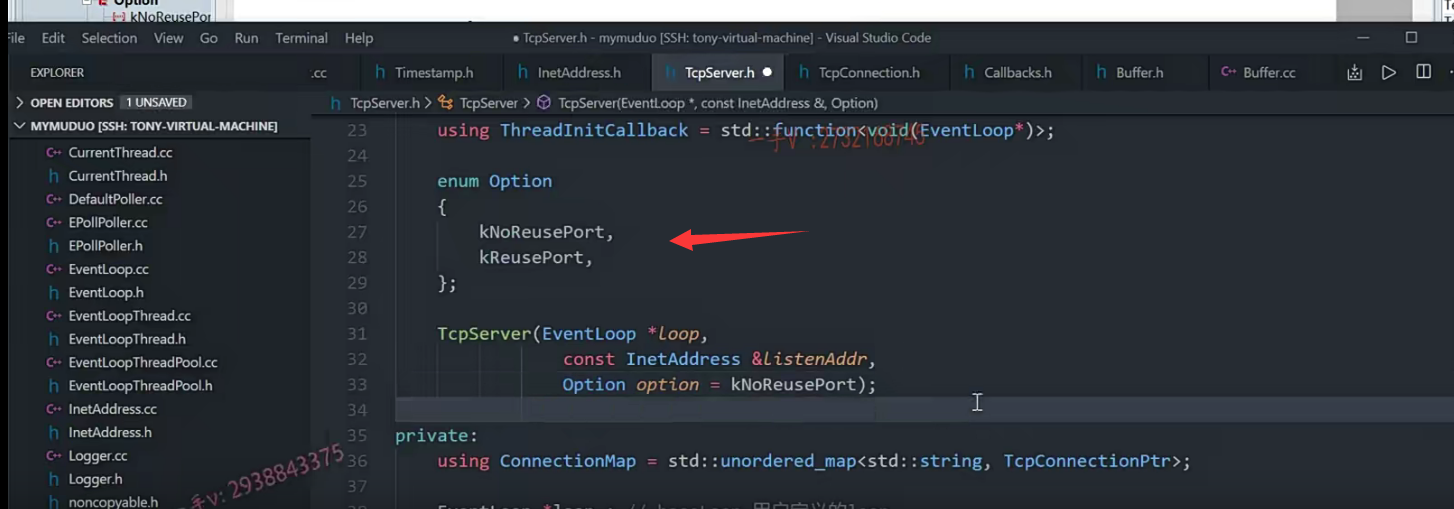 Option
kNoReusePor
File Edit Selection View Go Run Terminal Help
● TcpServer.h - mymuduo [SSH: tony-virtual-machine] - Visual Studio Code
EXPLORER
.cc
Timestamp.h
InetAddress.h
TcpServer.h ●
TcpConnection.h
Callbacks.h
Buffer.h
Buffer.cc
OPEN EDITORS 1 UNSAVED
TcpServer.h > TcpServer > TcpServer(EventLoop *, const InetAddress &, Option)
MYMUDUO [SSH: TONY-VIRTUAL-MACHINE]
CurrentThread.cc
CurrentThread.h
DefaultPoller.cc
EPollPoller.cc
EPollPoller.h
EventLoop.cc
EventLoop.h
EventLoopThread.cc
EventLoopThread.h
EventLoopThreadPool.cc
EventLoopThreadPool.h
InetAddress.cc
InetAddress.h
Logger.cc
Logger.h
noncopyable.h
23 using ThreadInitCallback = std::function<void(EventLoop*)>;
24
25 enum Option
26 {
27 kNoReusePort,
28 kReusePort,
29 };
30
31 TcpServer(EventLoop *loop,
32 const InetAddress &listenAddr,
33 Option option = kNoReusePort);
34
35 private:
36 using ConnectionMap = std::unordered_map<std::string, TcpConnectionPtr>;
37
手v: 2938843375